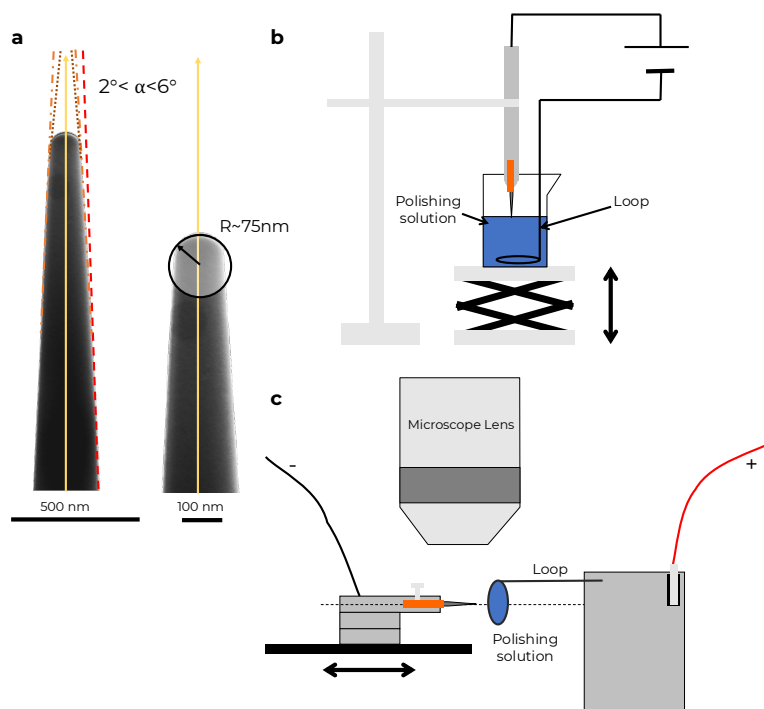 a
2°< α<6°
R~75nm
500 nm
100 nm
b
Polishing
solution
Loop
c
Microscope Lens
-
+
Loop
Polishing
solution